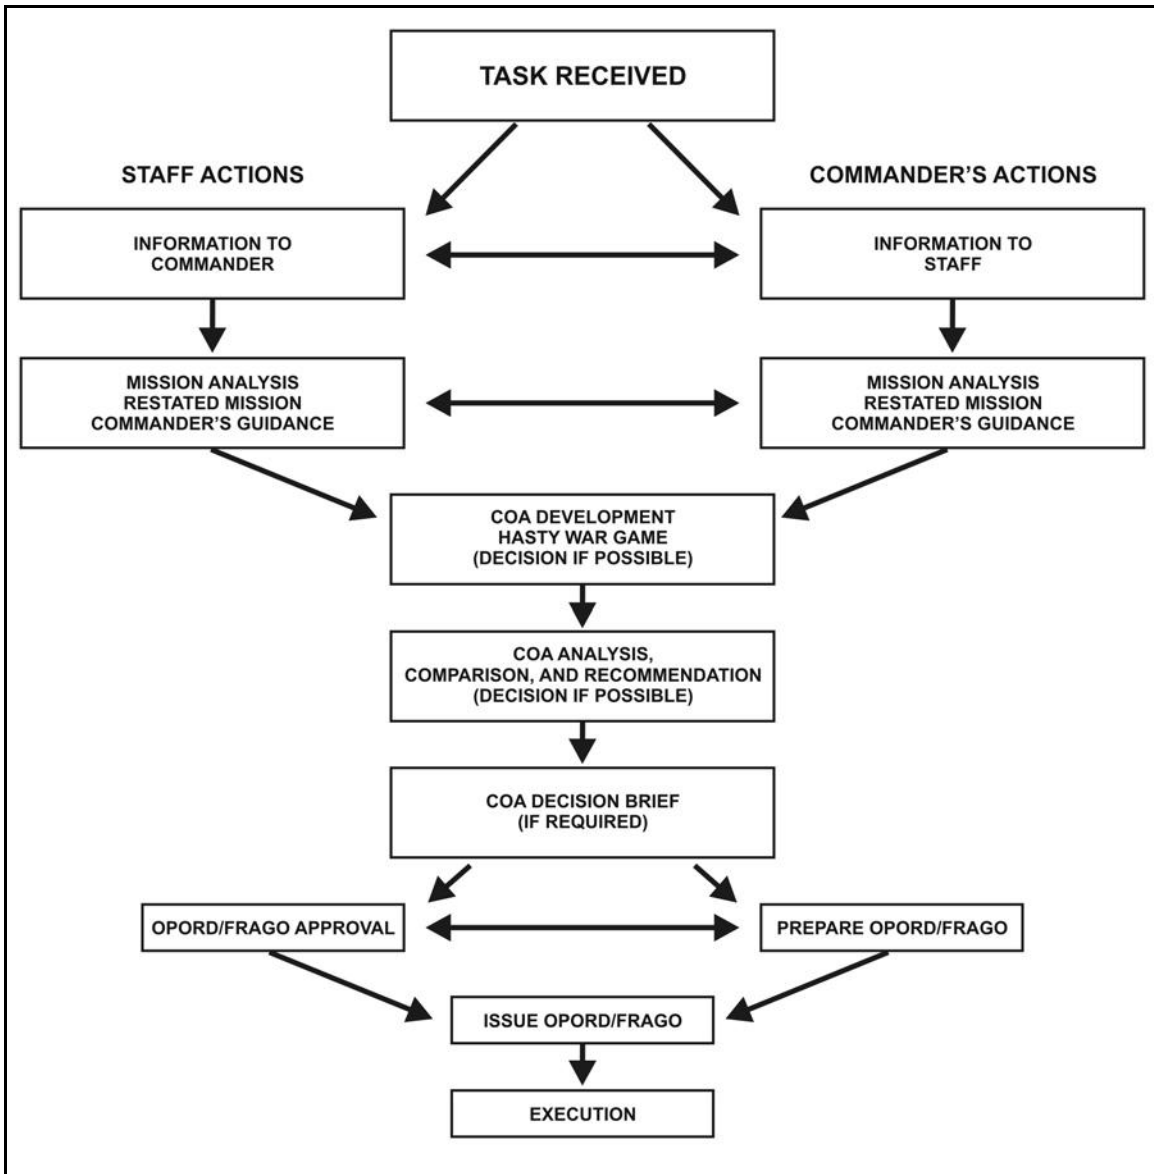 TASK RECEIVED
STAFF ACTIONS
COMMANDER'S ACTIONS
INFORMATION TO
COMMANDER
INFORMATION TO
STAFF
MISSION ANALYSIS
RESTATED MISSION
COMMANDER'S GUIDANCE
MISSION ANALYSIS
RESTATED MISSION
COMMANDER'S GUIDANCE
COA DEVELOPMENT
HASTY WAR GAME
(DECISION IF POSSIBLE)
COA ANALYSIS,
COMPARISON, AND RECOMMENDATION
(DECISION IF POSSIBLE)
COA DECISION BRIEF
(IF REQUIRED)
OPORD/FRAGO APPROVAL
PREPARE OPORD/FRAGO
ISSUE OPORD/FRAGO
EXECUTION